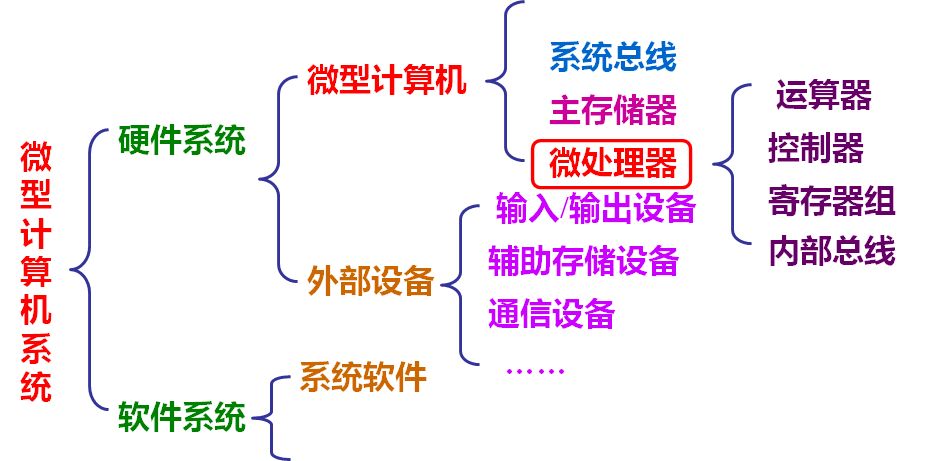 微型计算机系统
硬件系统
微型计算机
系统总线
主存储器
微处理器
运算器
控制器
寄存器组
内部总线
外部设备
输入/输出设备
辅助存储设备
通信设备
……
软件系统
系统软件